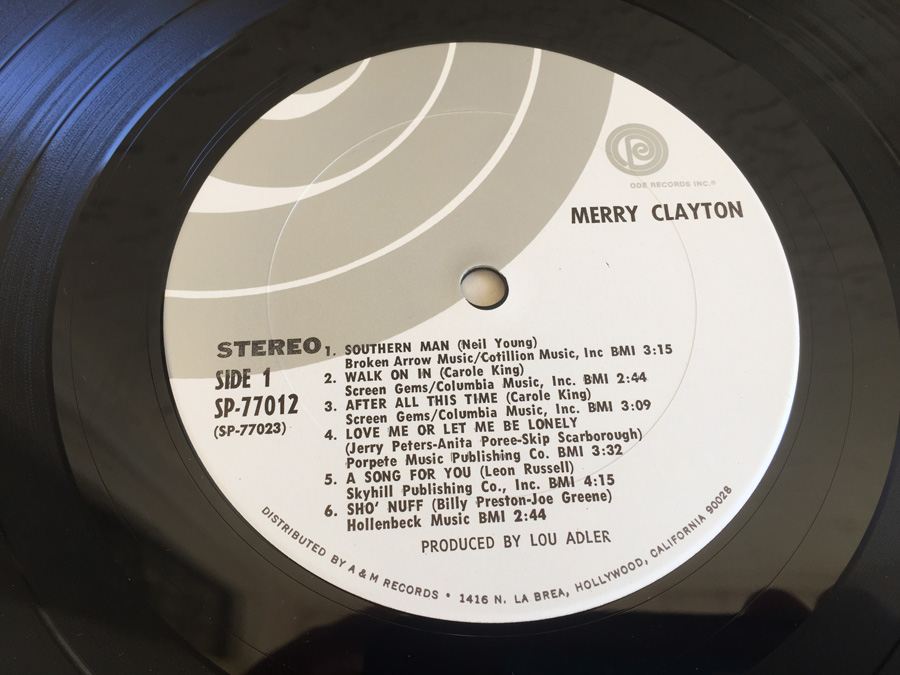 ODE RECORDS INC.®
MERRY CLAYTON
STEREO
SIDE 1
SP-77012
(SP-77023)
1. SOUTHERN MAN (Neil Young)
Broken Arrow Music/Cotillion Music, Inc BMI 3:15
2. WALK ON IN (Carole King)
Screen Gems/Columbia Music, Inc. BMI 2:44
3. AFTER ALL THIS TIME (Carole King)
Screen Gems/Columbia Music, Inc. BMI 3:09
4. LOVE ME OR LET ME BE LONELY
(Jerry Peters-Anita Poree-Skip Scarborough)
Porpete Music Publishing Co. BMI 3:32
5. A SONG FOR YOU (Leon Russell)
Skyhill Publishing Co., Inc. BMI 4:15
6. SHO' NUFF (Billy Preston-Joe Greene)
Hollenbeck Music BMI 2:44
PRODUCED BY LOU ADLER
DISTRIBUTED BY A & M RECORDS • 1416 N. LA BREA, HOLLYWOOD, CALIFORNIA 90028